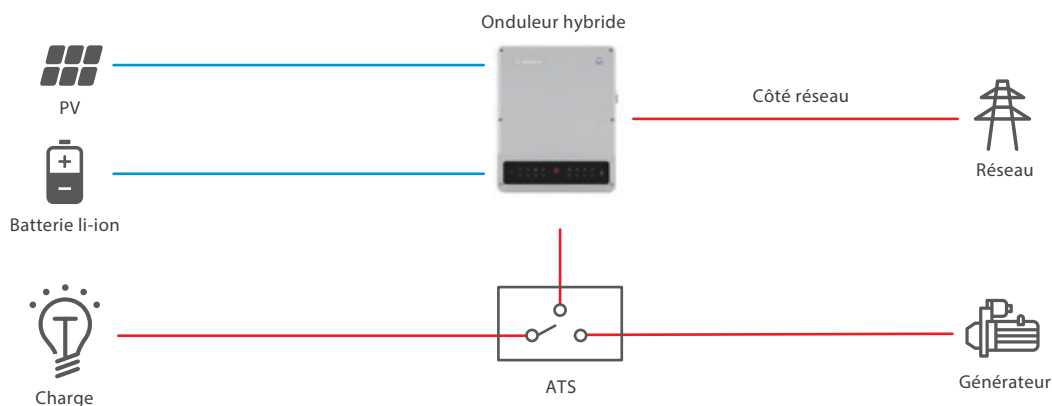 Onduleur hybride
PV
Côté réseau
Réseau
Batterie li-ion
Charge
ATS
Générateur